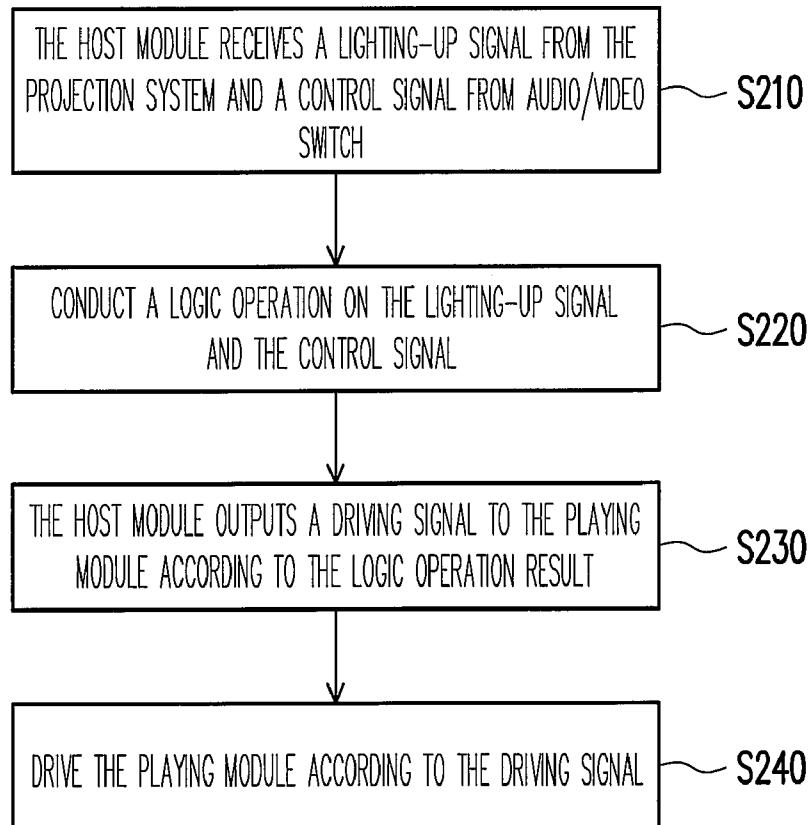 THE HOST MODULE RECEIVES A LIGHTING-UP SIGNAL FROM THE
PROJECTION SYSTEM AND A CONTROL SIGNAL FROM AUDIO/VIDEO
SWITCH
S210
CONDUCT A LOGIC OPERATION ON THE LIGHTING-UP SIGNAL
AND THE CONTROL SIGNAL
S220
THE HOST MODULE OUTPUTS A DRIVING SIGNAL TO THE PLAYING
MODULE ACCORDING TO THE LOGIC OPERATION RESULT
S230
DRIVE THE PLAYING MODULE ACCORDING TO THE DRIVING SIGNAL
S240